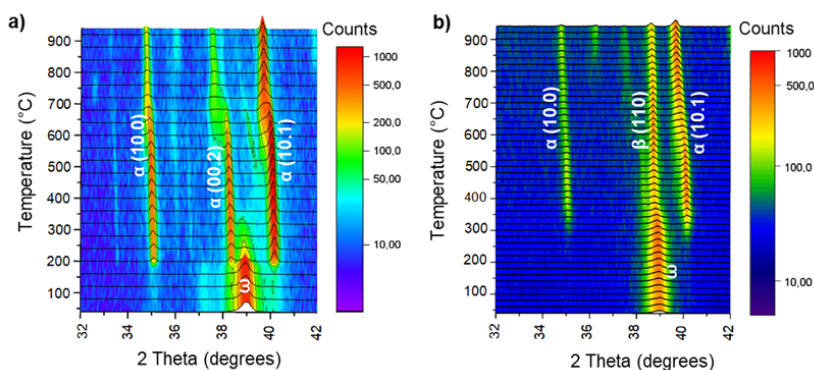 a)
Counts
900
800
700
600
500
400
300
200
100
Temperature (°C)
α (10.0)
α (00.2)
α (10.1)
ω
32
34
36
38
40
42
2 Theta (degrees)
1000
500,0
100,0
50,00
10,00
b)
Counts
900
800
700
600
500
400
300
200
100
Temperature (°C)
α (10.0)
β (110)
α (10.1)
ω
32
34
36
38
40
42
2 Theta (degrees)
1000
500,0
100,0
10,00